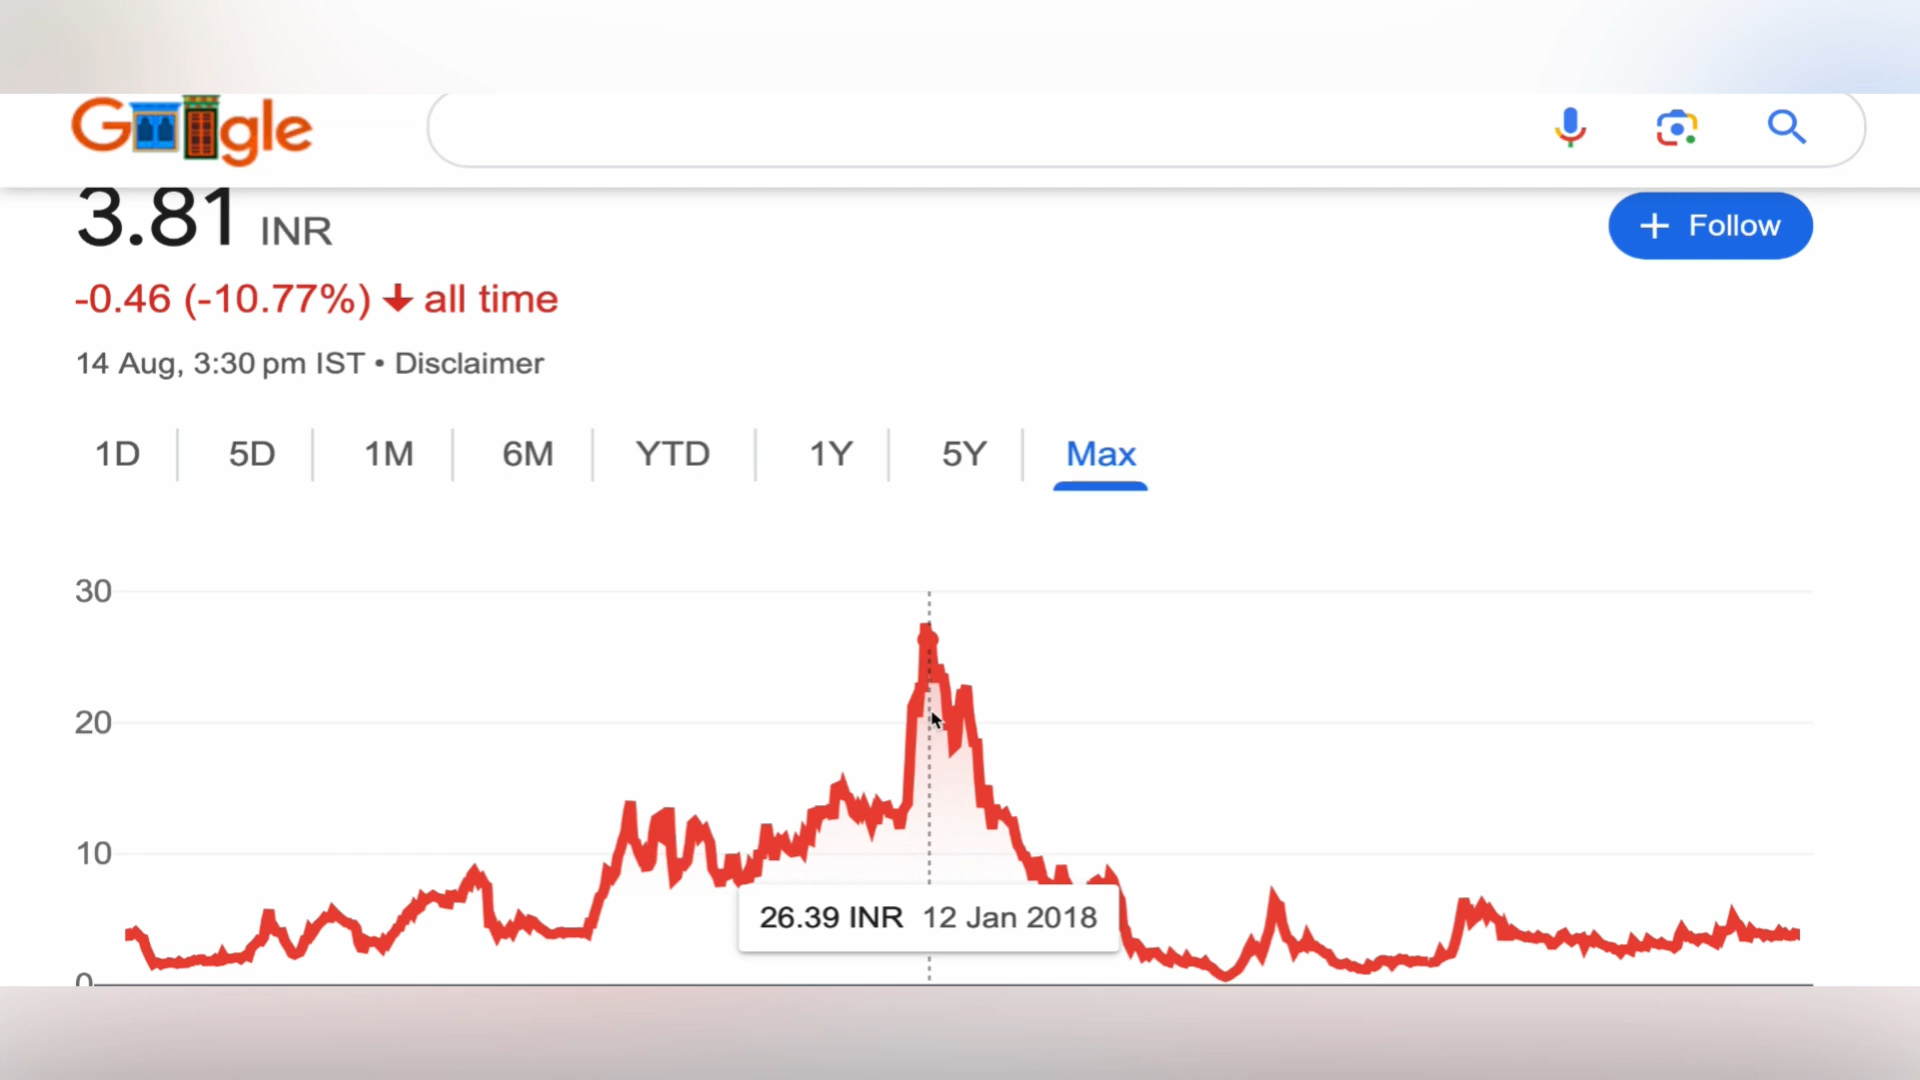 Google
3.81 INR
+ Follow
-0.46 (-10.77%) ↓ all time
14 Aug, 3:30 pm IST • Disclaimer
1D 5D 1M 6M YTD 1Y 5Y Max
30
20
10
26.39 INR 12 Jan 2018
0